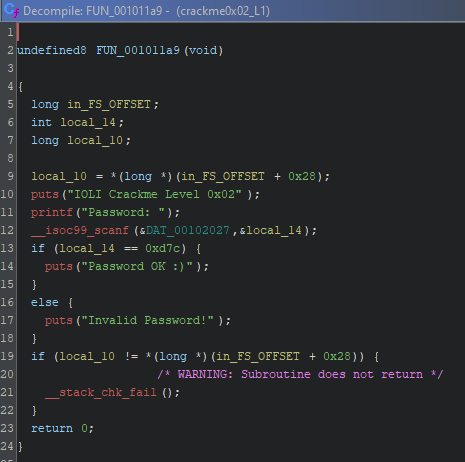 Decompile: FUN_001011a9 - (crackme0x02_L1)
1
2 undefined8 FUN_001011a9(void)
3
4 {
5 long in_FS_OFFSET;
6 int local_14;
7 long local_10;
8
9 local_10 = *(long *)(in_FS_OFFSET + 0x28);
10 puts("IOLI Crackme Level 0x02");
11 printf("Password: ");
12 __isoc99_scanf(&DAT_00102027,&local_14);
13 if (local_14 == 0xd7c) {
14 puts("Password OK :)");
15 }
16 else {
17 puts("Invalid Password!");
18 }
19 if (local_10 != *(long *)(in_FS_OFFSET + 0x28)) {
20 /* WARNING: Subroutine does not return */
21 __stack_chk_fail();
22 }
23 return 0;
24 }